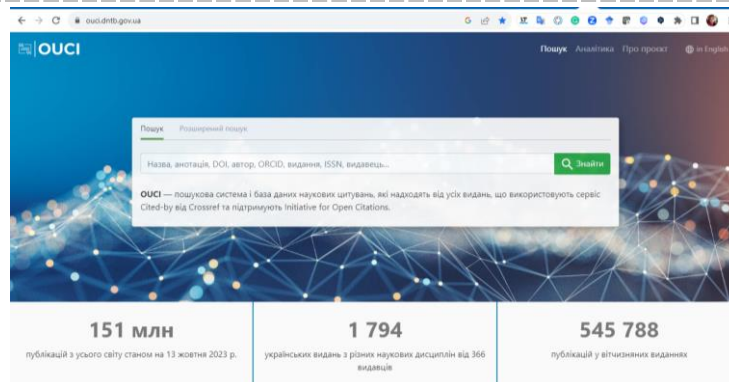 ouci.dntb.gov.ua
OUCI
Пошук Аналітика Про проєкт in English
Пошук Розширений пошук
Назва, анотація, DOI, автор, ORCID, видання, ISSN, видавець...
Знайти
OUCI — пошукова система і база даних наукових цитувань, які надходять від усіх видань, що використовують сервіс
Cited-by від Crossref та підтримують Initiative for Open Citations.
151 млн
1 794
545 788
публікацій з усього світу станом на 13 жовтня 2023 р.
українських видань з різних наукових дисциплін від 366
видавців
публікацій у вітчизняних виданнях